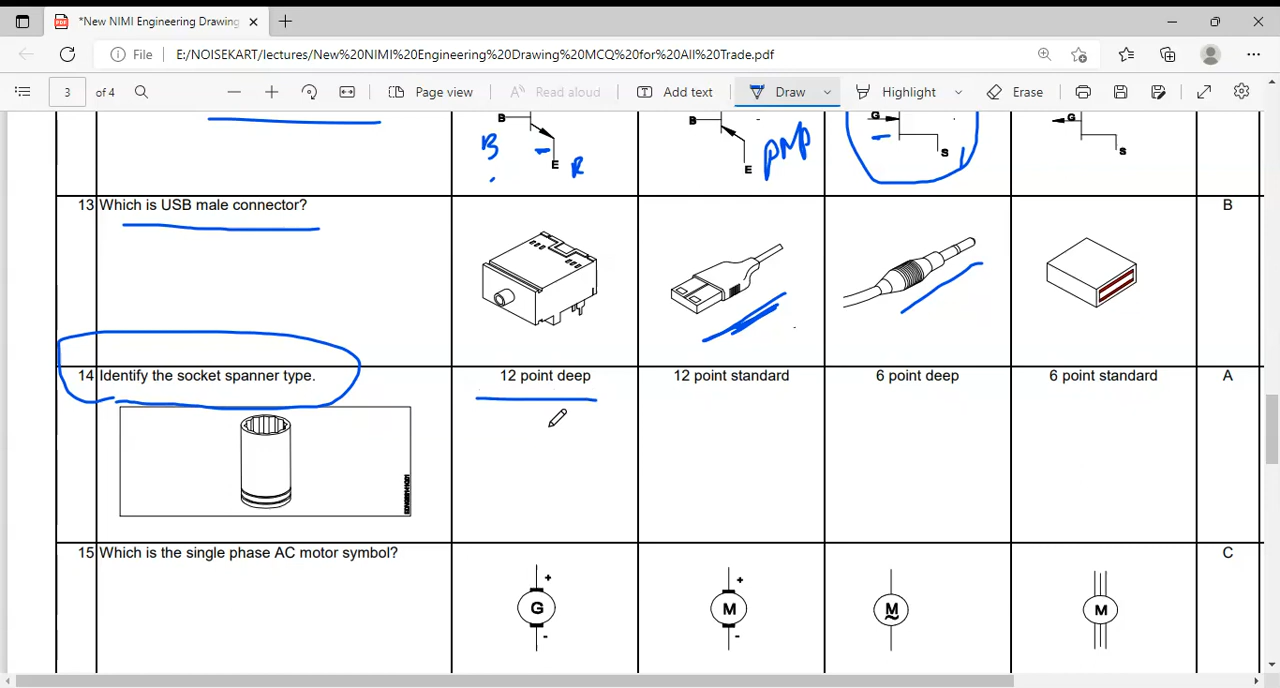 *New NIMI Engineering Drawing
File
E:/NOISEKART/lectures/New%20NIMI%20Engineering%20Drawing%20MCQ%20for%20All%20Trade.pdf
3 of 4
Page view
Read aloud
Add text
Draw
Highlight
Erase
B
E
B
R
B
E
PNP
G
S
G
S
13 Which is USB male connector?
B
14 Identify the socket spanner type.
12 point deep
12 point standard
6 point deep
6 point standard
A
15 Which is the single phase AC motor symbol?
C
+
G
-
+
M
-
M
~
M